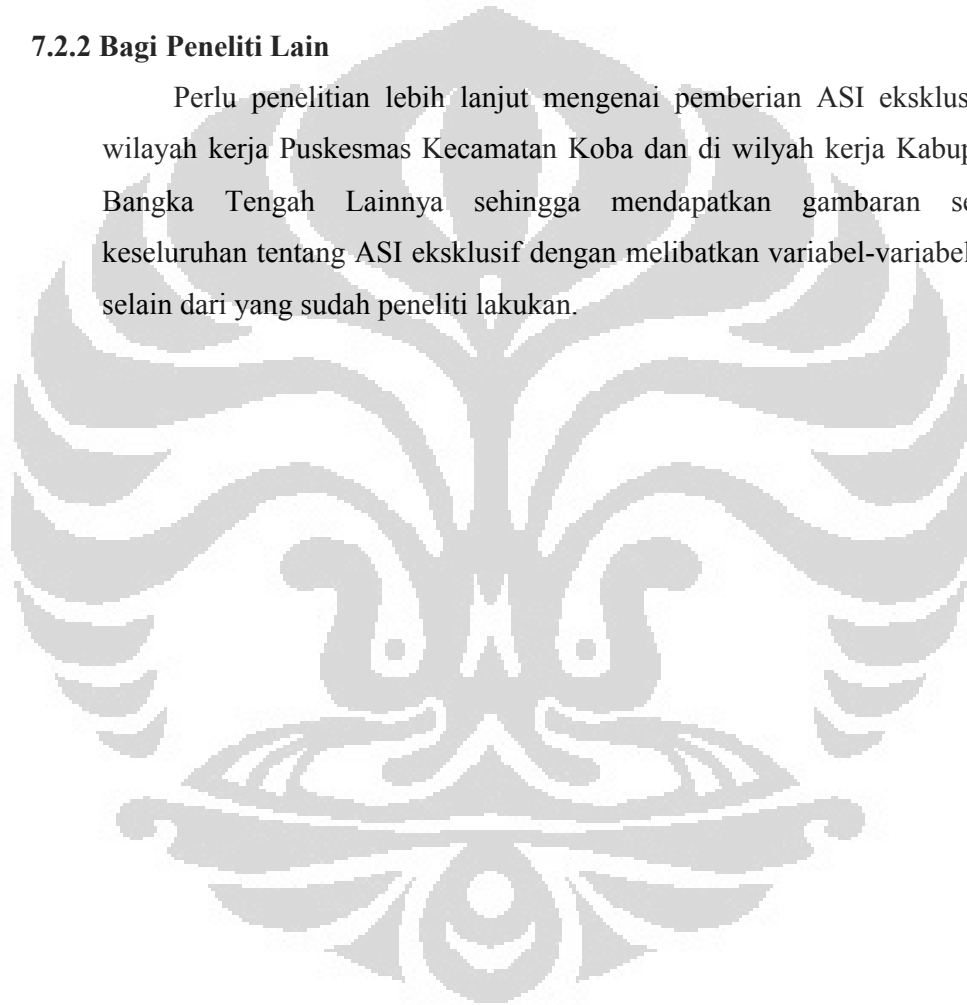 7.2.2 Bagi Peneliti Lain
Perlu penelitian lebih lanjut mengenai pemberian ASI eksklus
wilayah kerja Puskesmas Kecamatan Koba dan di wilyah kerja Kabup
Bangka Tengah Lainnya sehingga mendapatkan gambaran se
keseluruhan tentang ASI eksklusif dengan melibatkan variabel-variabel
selain dari yang sudah peneliti lakukan.